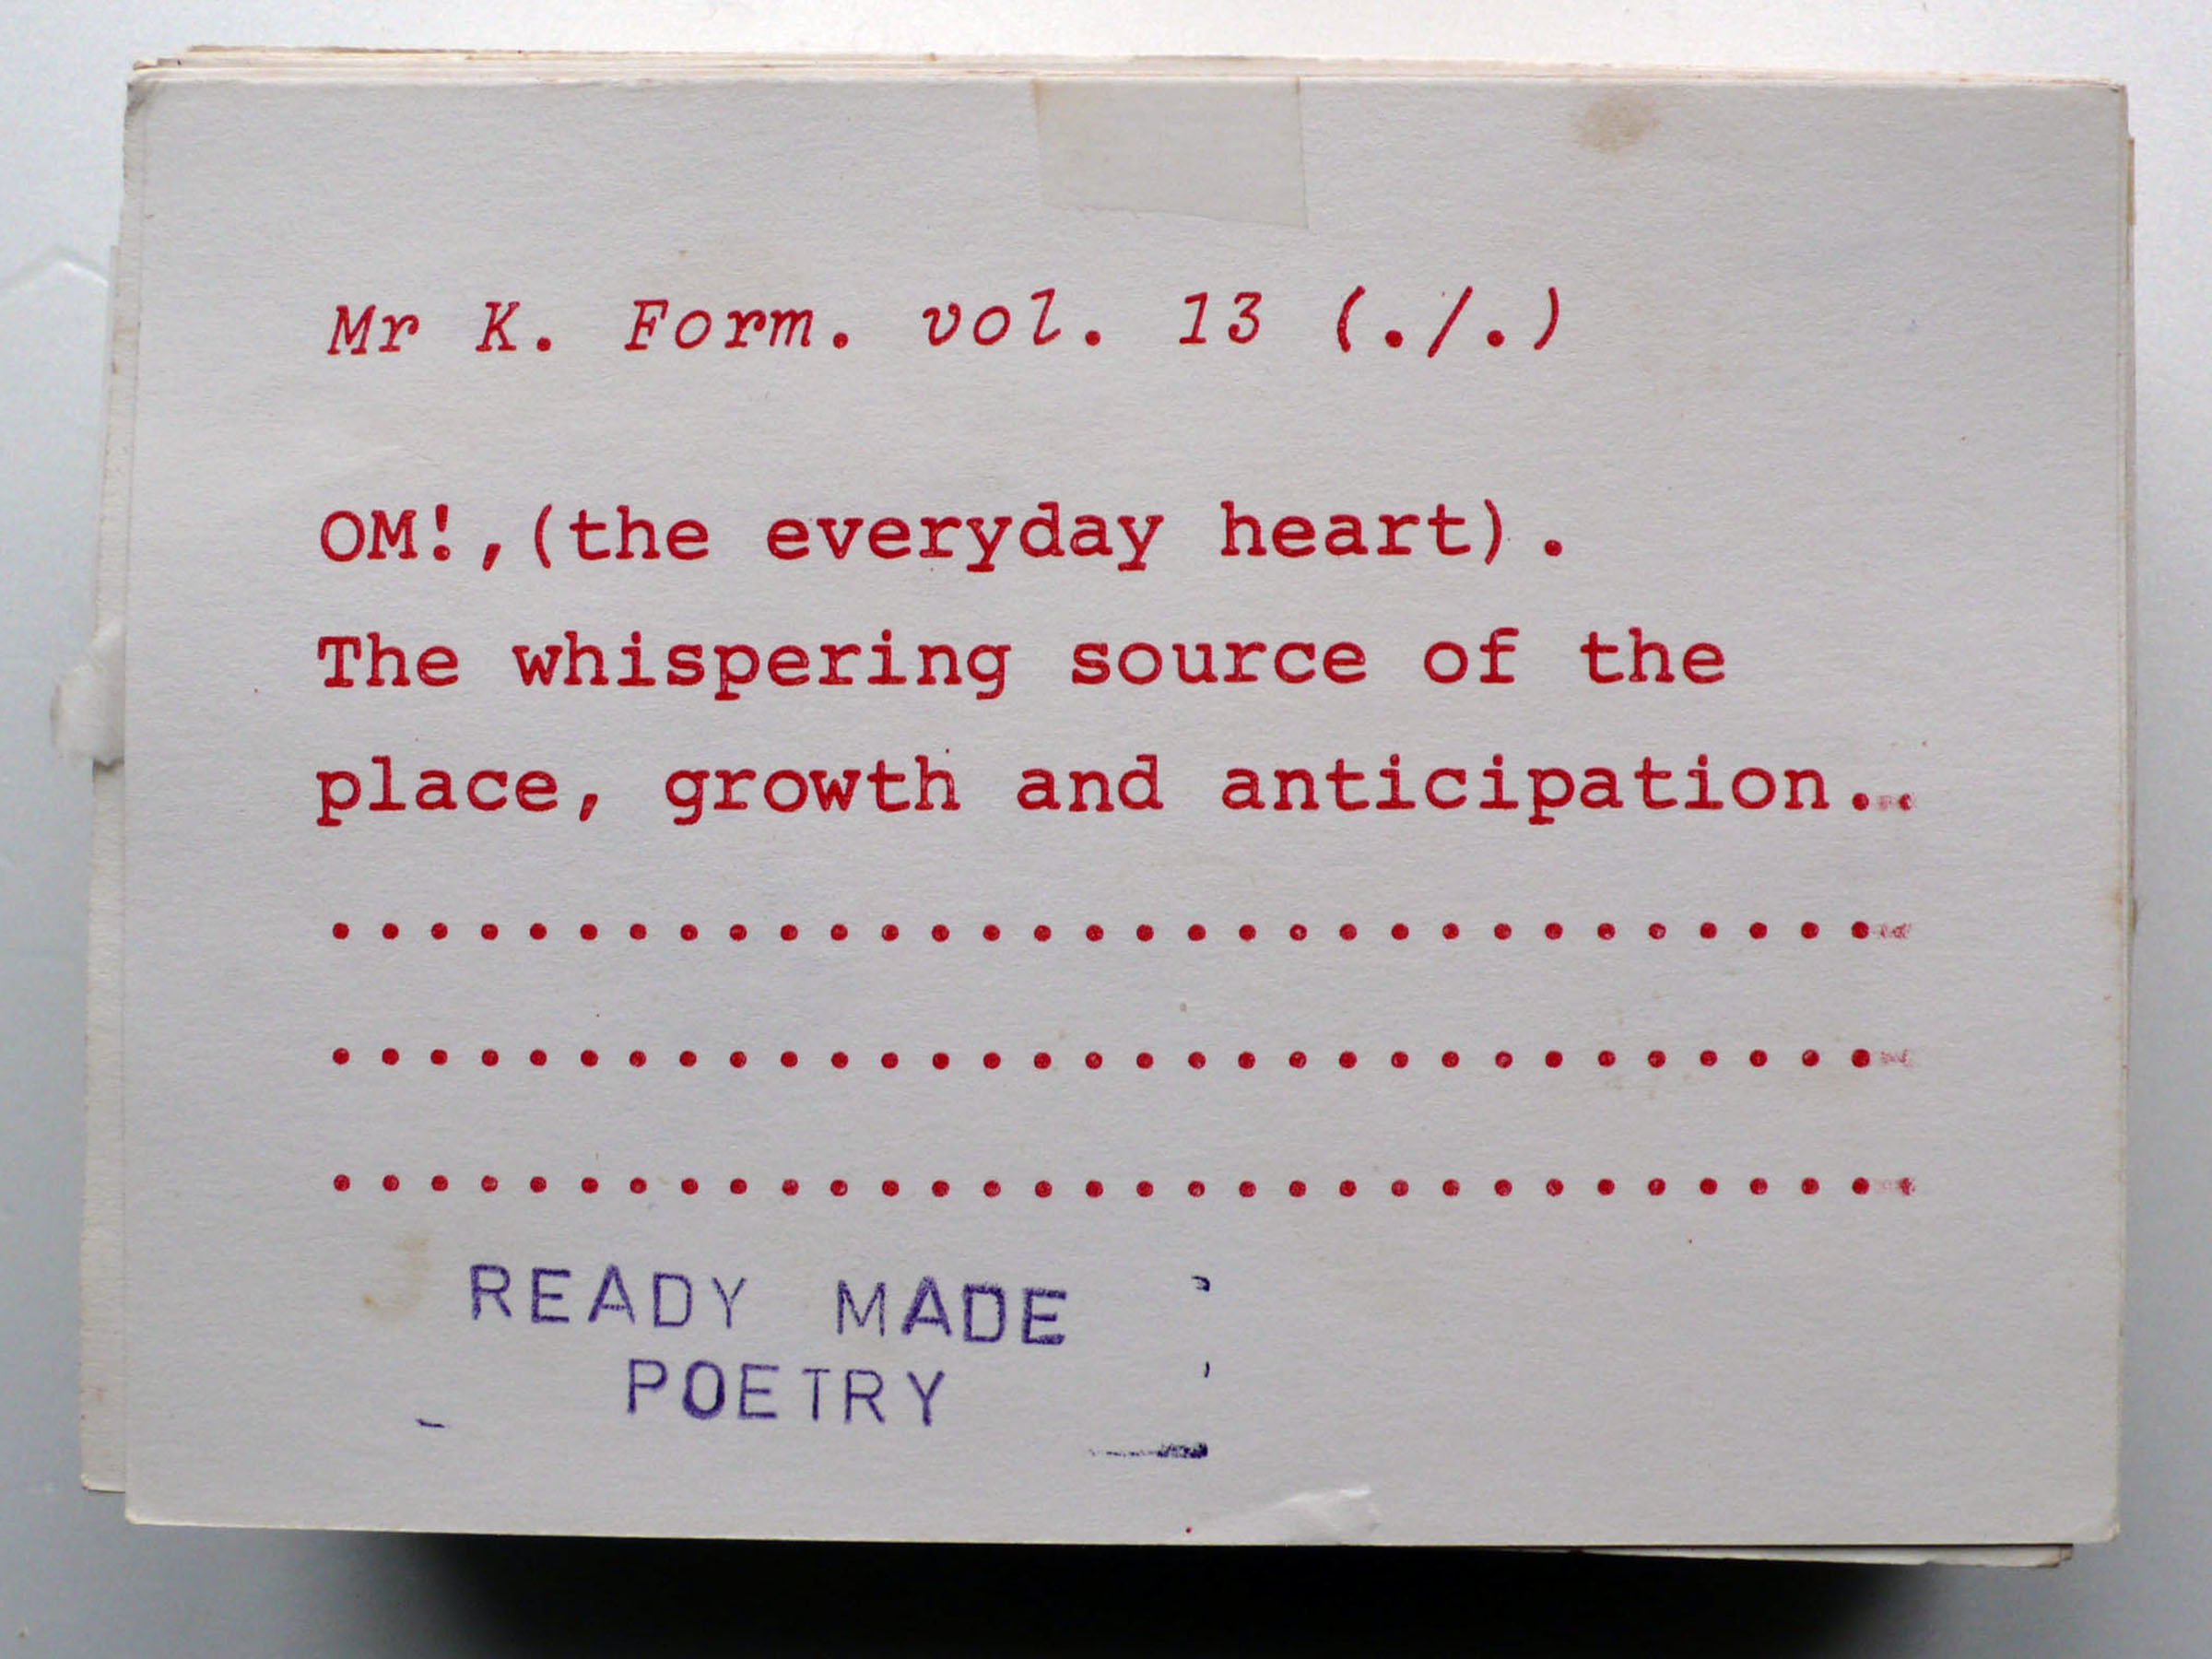 Mr K. Form. vol. 13 (./.)
OM!,(the everyday heart).
The whispering source of the
place, growth and anticipation..
...............................
...............................
...............................
READY MADE
POETRY